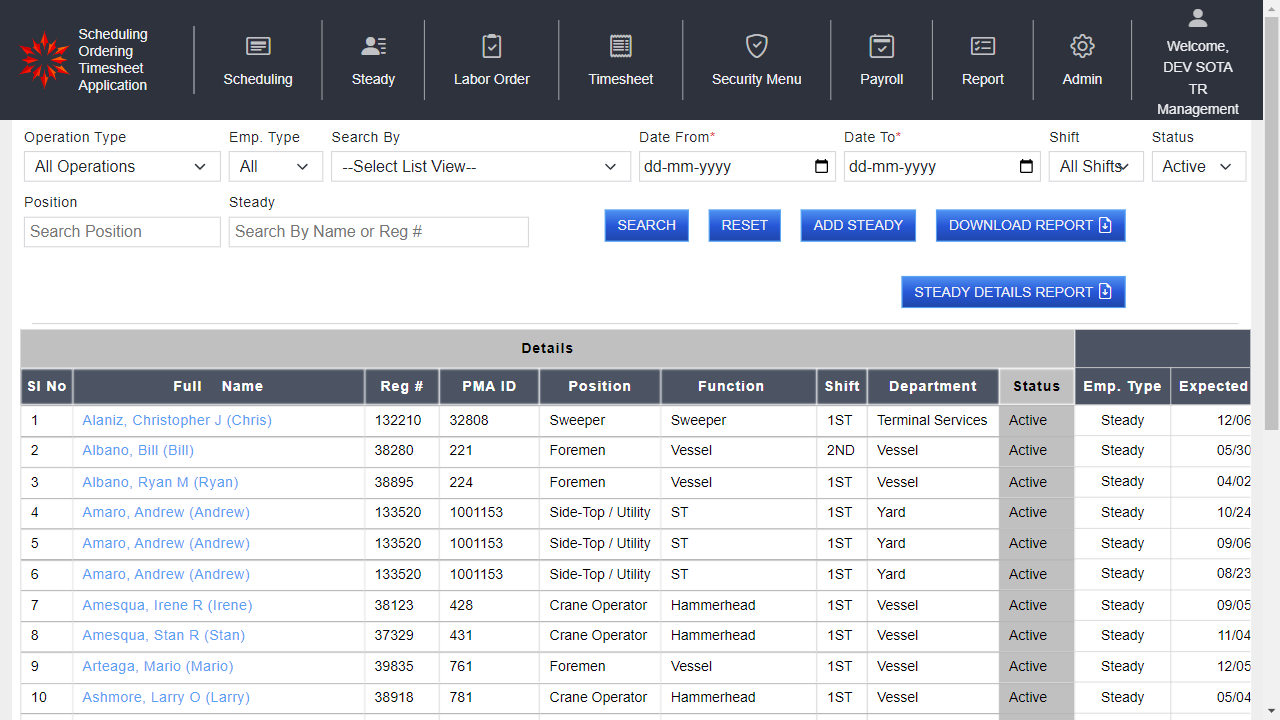 Scheduling
Ordering
Timesheet
Application
Scheduling
Steady
Labor Order
Timesheet
Security Menu
Payroll
Report
Admin
Welcome,
DEV SOTA
TR
Management
Operation Type Emp. Type Search By Date From* Date To* Shift Status
All Operations All --Select List View-- dd-mm-yyyy dd-mm-yyyy All Shifts Active
Position Steady
Search Position Search By Name or Reg # SEARCH RESET ADD STEADY DOWNLOAD REPORT
STEADY DETAILS REPORT
Details
Sl No Full Name Reg # PMA ID Position Function Shift Department Status Emp. Type Expected
1 Alaniz, Christopher J (Chris) 132210 32808 Sweeper Sweeper 1ST Terminal Services Active Steady 12/06
2 Albano, Bill (Bill) 38280 221 Foremen Vessel 2ND Vessel Active Steady 05/30
3 Albano, Ryan M (Ryan) 38895 224 Foremen Vessel 1ST Vessel Active Steady 04/02
4 Amaro, Andrew (Andrew) 133520 1001153 Side-Top / Utility ST 1ST Yard Active Steady 10/24
5 Amaro, Andrew (Andrew) 133520 1001153 Side-Top / Utility ST 1ST Yard Active Steady 09/06
6 Amaro, Andrew (Andrew) 133520 1001153 Side-Top / Utility ST 1ST Yard Active Steady 08/23
7 Amesqua, Irene R (Irene) 38123 428 Crane Operator Hammerhead 1ST Vessel Active Steady 09/05
8 Amesqua, Stan R (Stan) 37329 431 Crane Operator Hammerhead 1ST Vessel Active Steady 11/04
9 Arteaga, Mario (Mario) 39835 761 Foremen Vessel 1ST Vessel Active Steady 12/05
10 Ashmore, Larry O (Larry) 38918 781 Crane Operator Hammerhead 1ST Vessel Active Steady 05/04